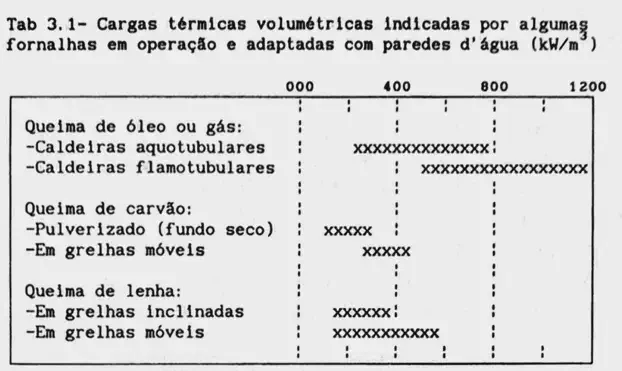 Tab 3.1- Cargas térmicas volumétricas indicadas por algumas
fornalhas em operação e adaptadas com paredes d'água (kW/m³)
000 400 800 1200
Queima de óleo ou gás:
-Caldeiras aquotubulares xxxxxxxxxxxxxx
-Caldeiras flamotubulares xxxxxxxxxxxxxxxxx
Queima de carvão:
-Pulverizado (fundo seco) xxxxx
-Em grelhas móveis xxxxx
Queima de lenha:
-Em grelhas inclinadas xxxxxx
-Em grelhas móveis xxxxxxxxxxx